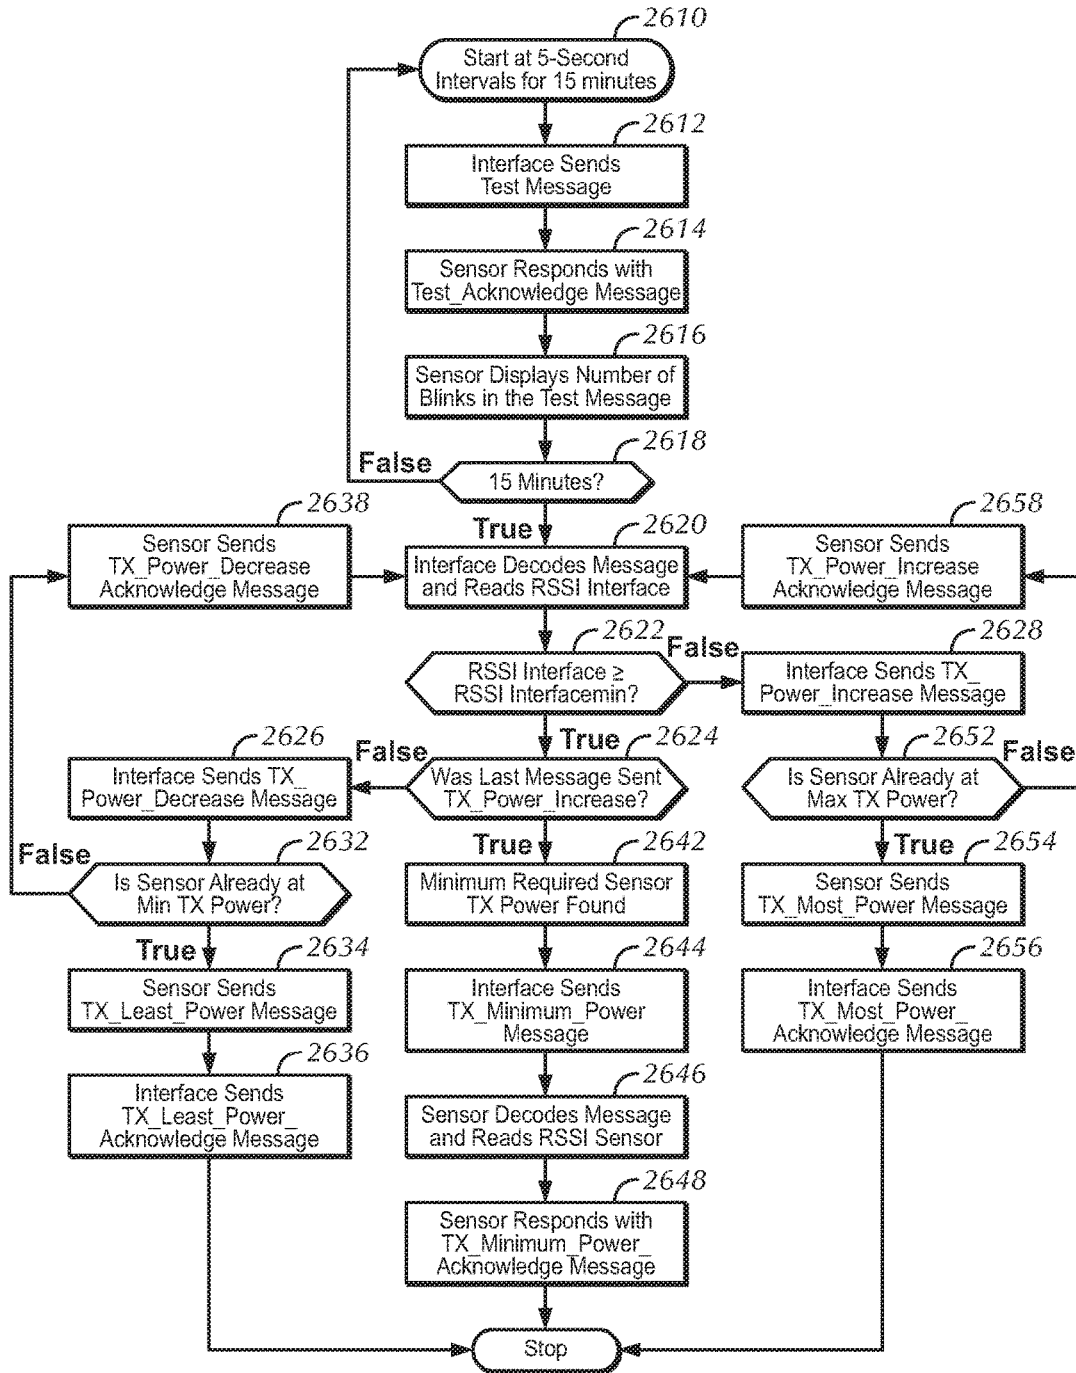 2610
Start at 5-Second
Intervals for 15 minutes
2612
Interface Sends
Test Message
2614
Sensor Responds with
Test_Acknowledge Message
2616
Sensor Displays Number of
Blinks in the Test Message
2618
False
15 Minutes?
2638
True
2620
2658
Sensor Sends
TX_Power_Decrease
Acknowledge Message
Interface Decodes Message
and Reads RSSI Interface
Sensor Sends
TX_Power_Increase
Acknowledge Message
2622
False
2628
RSSI Interface ≥
RSSI Interfacemin?
Interface Sends TX_
Power_Increase Message
2626
False
True
2624
2652
False
Interface Sends TX_
Power_Decrease Message
Was Last Message Sent
TX_Power_Increase?
Is Sensor Already at
Max TX Power?
False
2632
True
2642
True
2654
Is Sensor Already at
Min TX Power?
Minimum Required Sensor
TX Power Found
Sensor Sends
TX_Most_Power Message
True
2634
2644
2656
Sensor Sends
TX_Least_Power Message
Interface Sends
TX_Minimum_Power
Message
Interface Sends
TX_Most_Power_
Acknowledge Message
2636
Interface Sends
TX_Least_Power_
Acknowledge Message
2646
Sensor Decodes Message
and Reads RSSI Sensor
2648
Sensor Responds with
TX_Minimum_Power_
Acknowledge Message
Stop